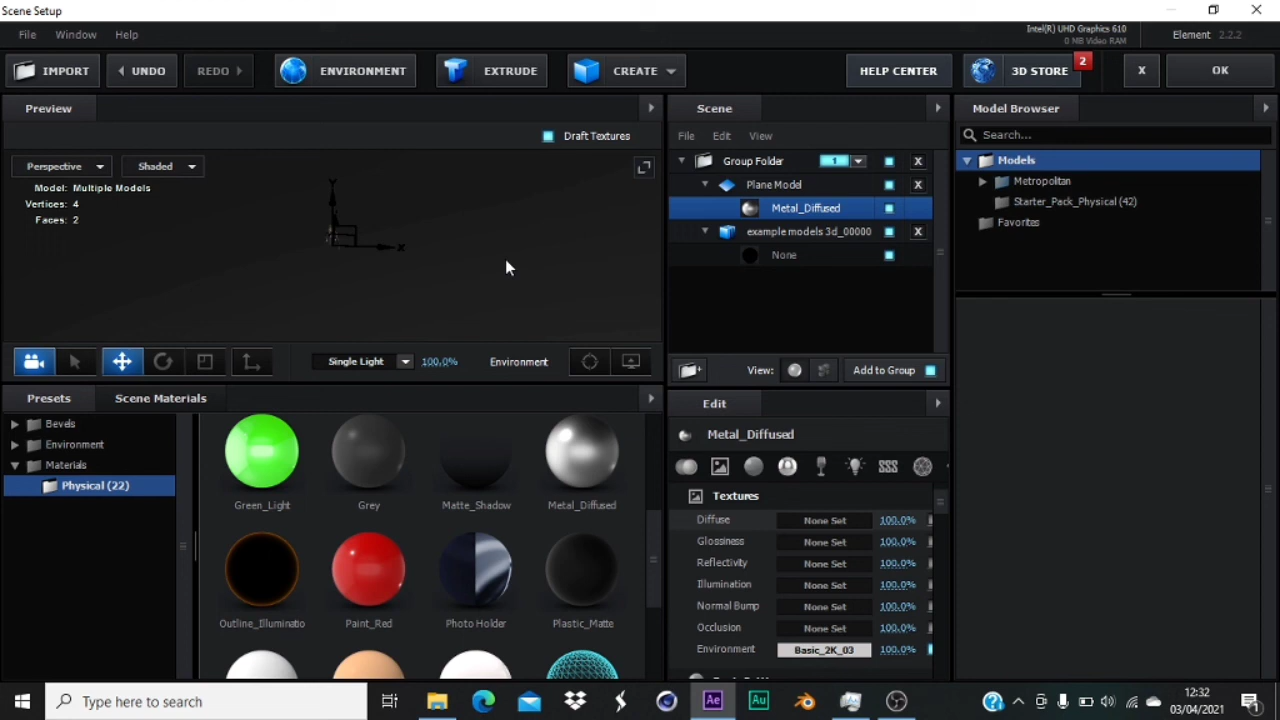 Scene Setup
File Window Help
Intel(R) UHD Graphics 610
0 MB Video RAM
Element 2.2.2
IMPORT UNDO REDO ENVIRONMENT EXTRUDE CREATE HELP CENTER 3D STORE 2 X OK
Preview
Draft Textures
Perspective Shaded
Model: Multiple Models
Vertices: 4
Faces: 2
Y
X
Single Light 100.0% Environment
Scene
File Edit View
Group Folder 1 X
Plane Model X
Metal_Diffused
example models 3d_00000 X
None
View: Add to Group
Model Browser
Search...
Models
Metropolitan
Starter_Pack_Physical (42)
Favorites
Presets Scene Materials
Bevels
Environment
Materials
Physical (22)
Green_Light Grey Matte_Shadow Metal_Diffused
Outline_Illuminatio Paint_Red Photo Holder Plastic_Matte
Edit
Metal_Diffused
Textures
Diffuse None Set 100.0%
Glossiness None Set 100.0%
Reflectivity None Set 100.0%
Illumination None Set 100.0%
Normal Bump None Set 100.0%
Occlusion None Set 100.0%
Environment Basic_2K_03 100.0%
Type here to search
Ae Au
12:32
03/04/2021
1